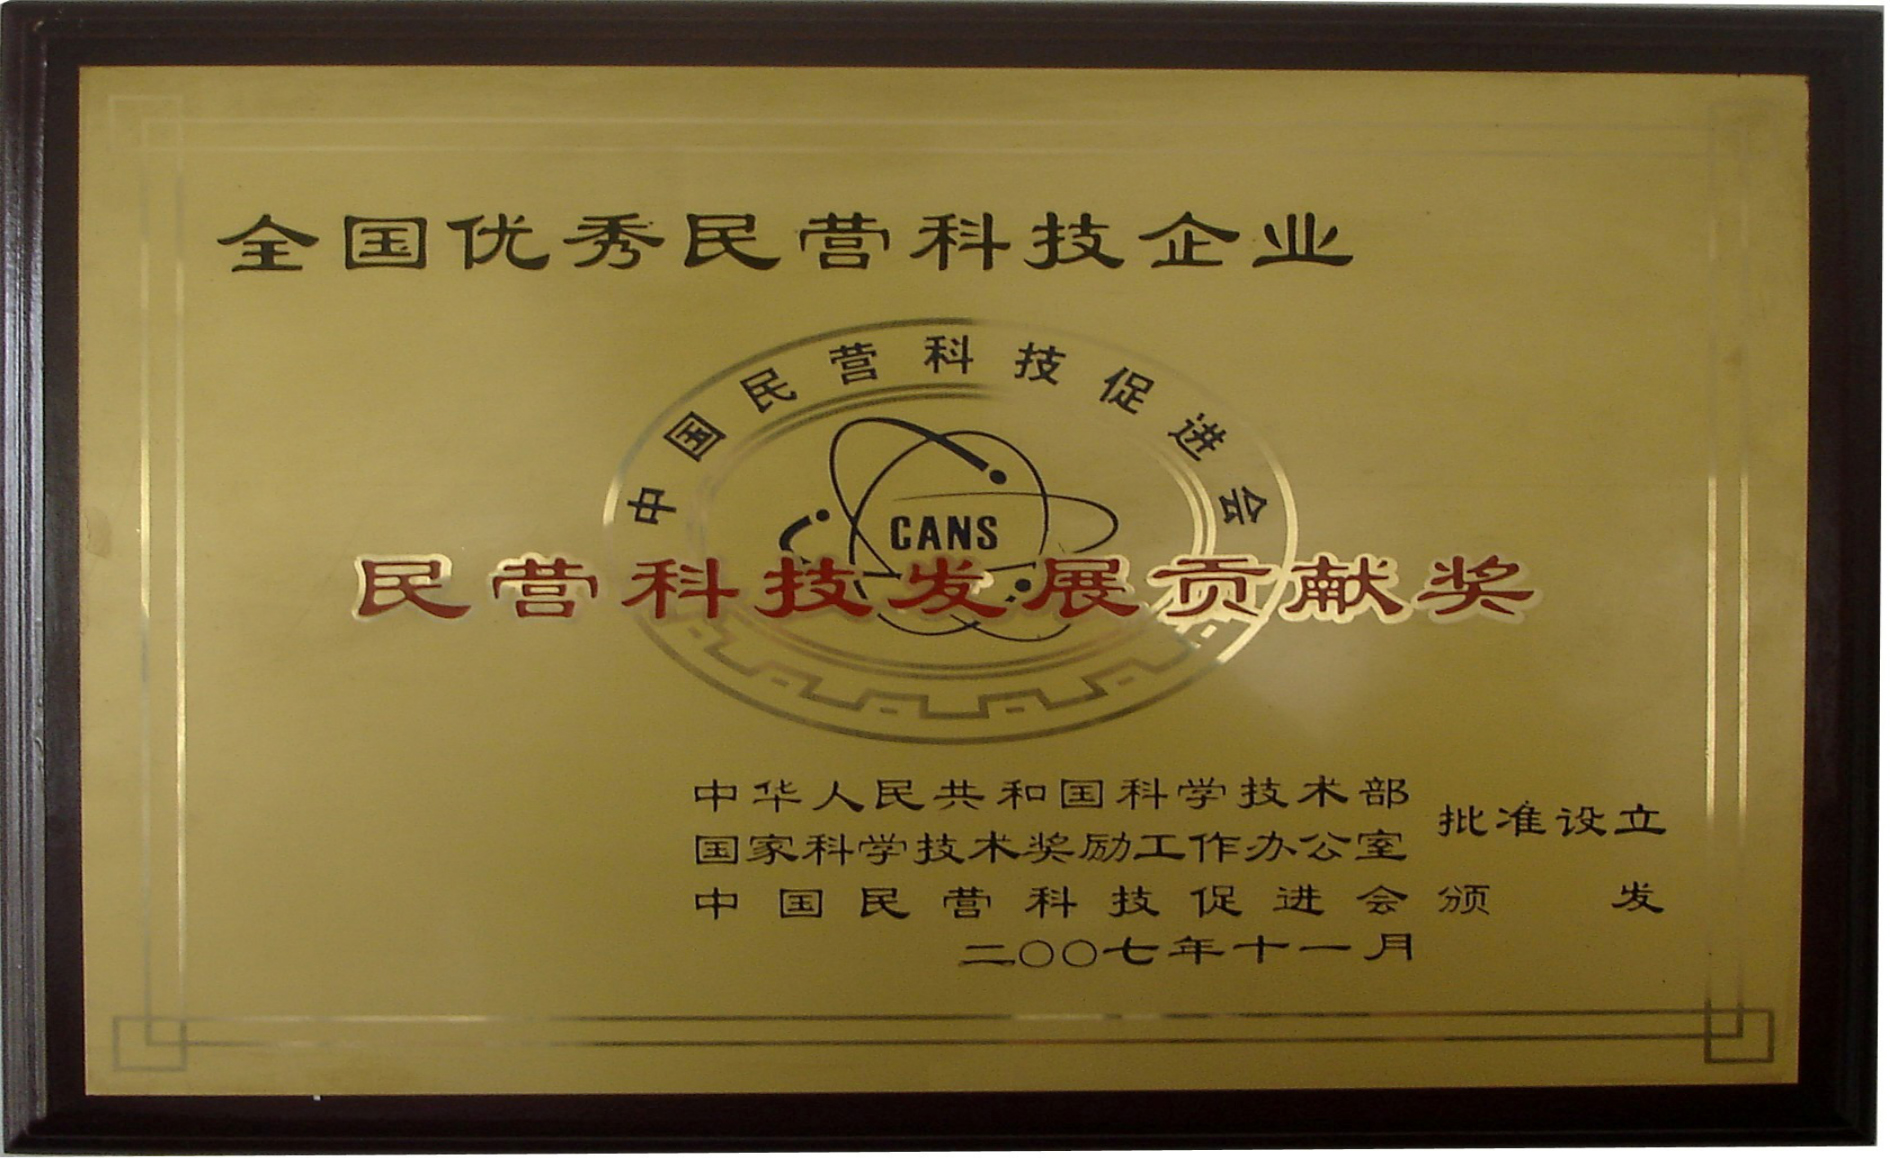 全国优秀民营科技企业
中国民营科技促进会
CANS
民营科技发展贡献奖
中华人民共和国科学技术部
国家科学技术奖励工作办公室
批准设立
中国民营科技促进会 颁发
二〇〇七年十一月